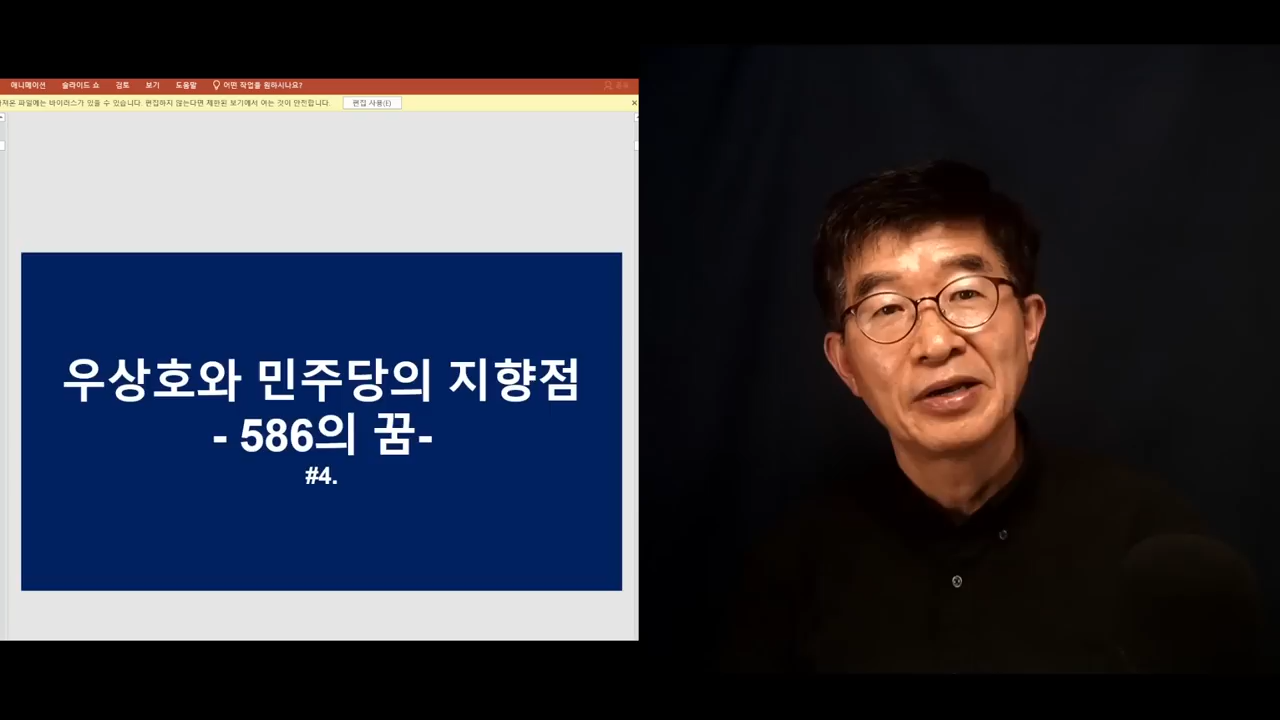 애니메이션 슬라이드 쇼 검토 보기 도움말 어떤 작업을 원하시나요? 공유
파일에는 바이러스가 있을 수 있습니다. 편집하지 않는다면 제한된 보기에서 여는 것이 안전합니다. 편집 사용(E)
우상호와 민주당의 지향점
- 586의 꿈-
#4.